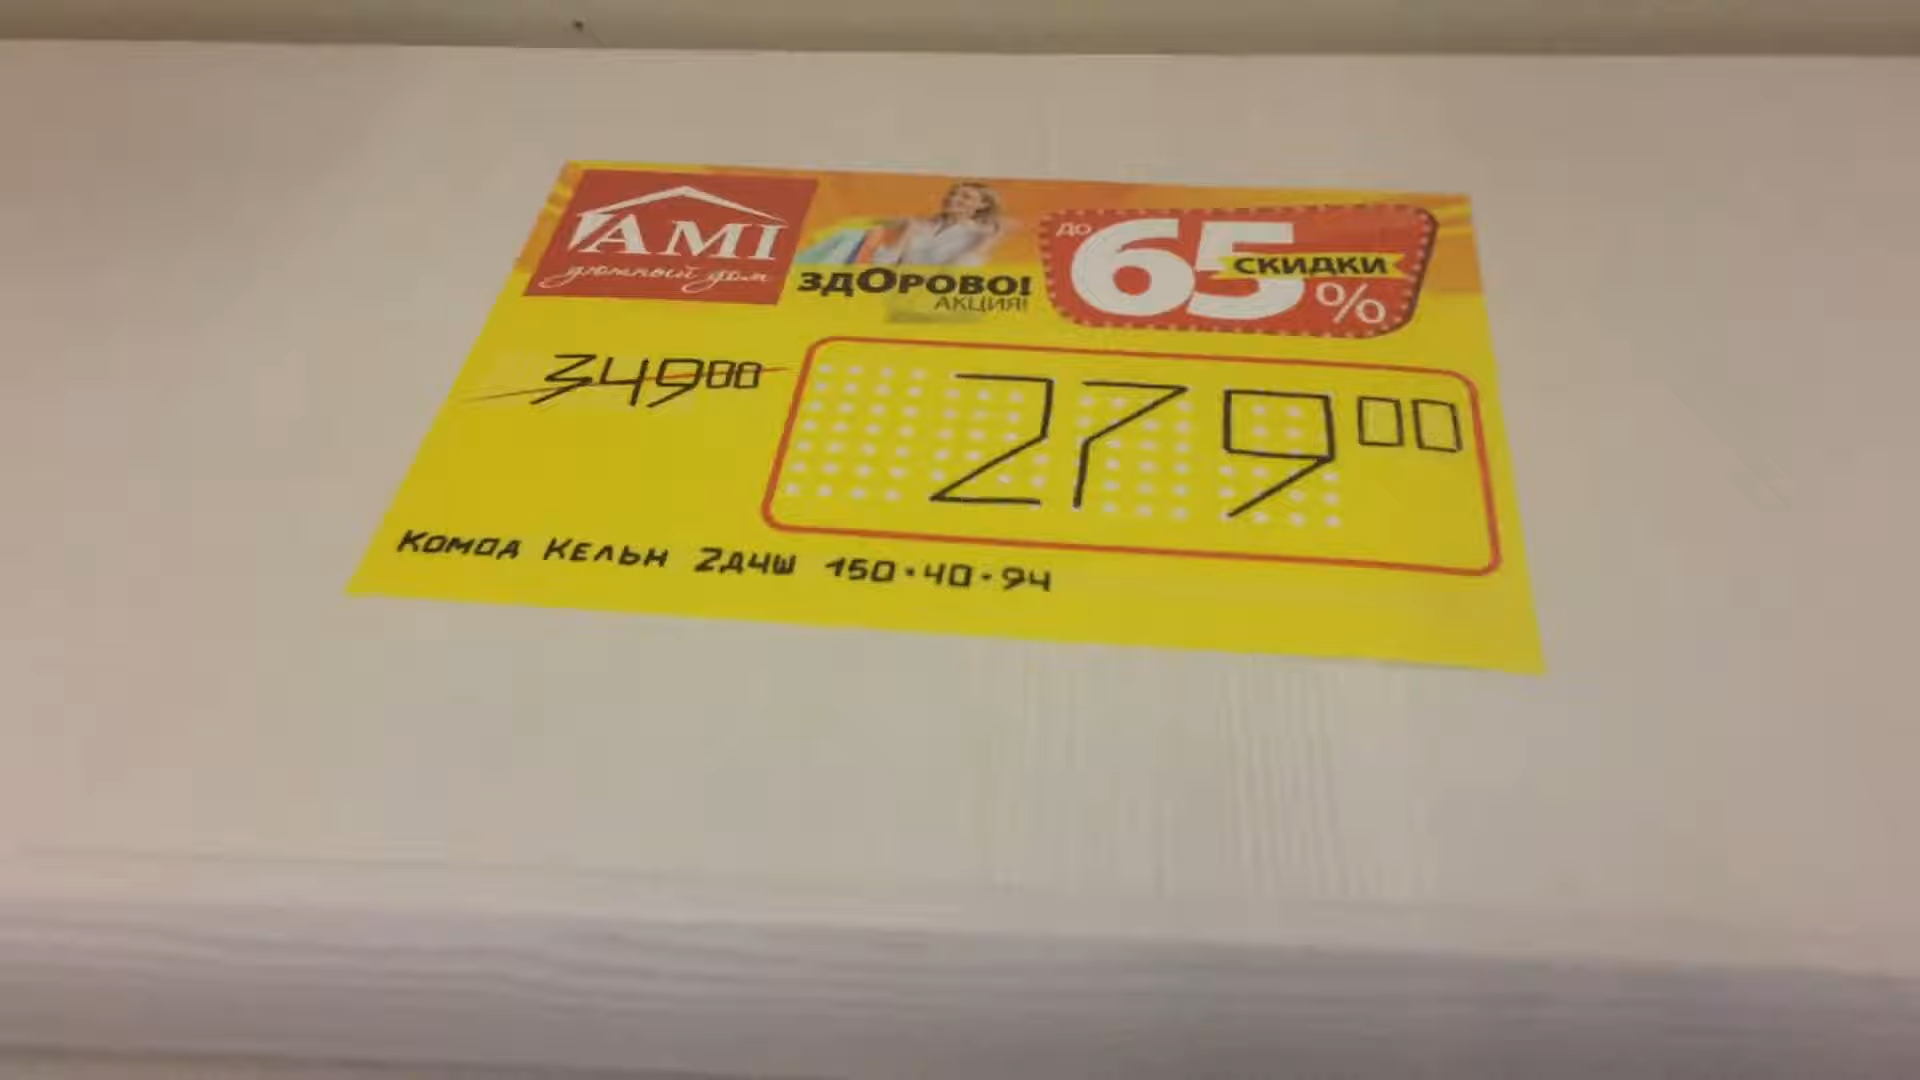 AMI
уютный дом
ЗДОРОВО!
АКЦИЯ!
ДО
65%
СКИДКИ
349 00
279 00
КОМОД КЕЛЬН 2Д4Ш 150·40·94